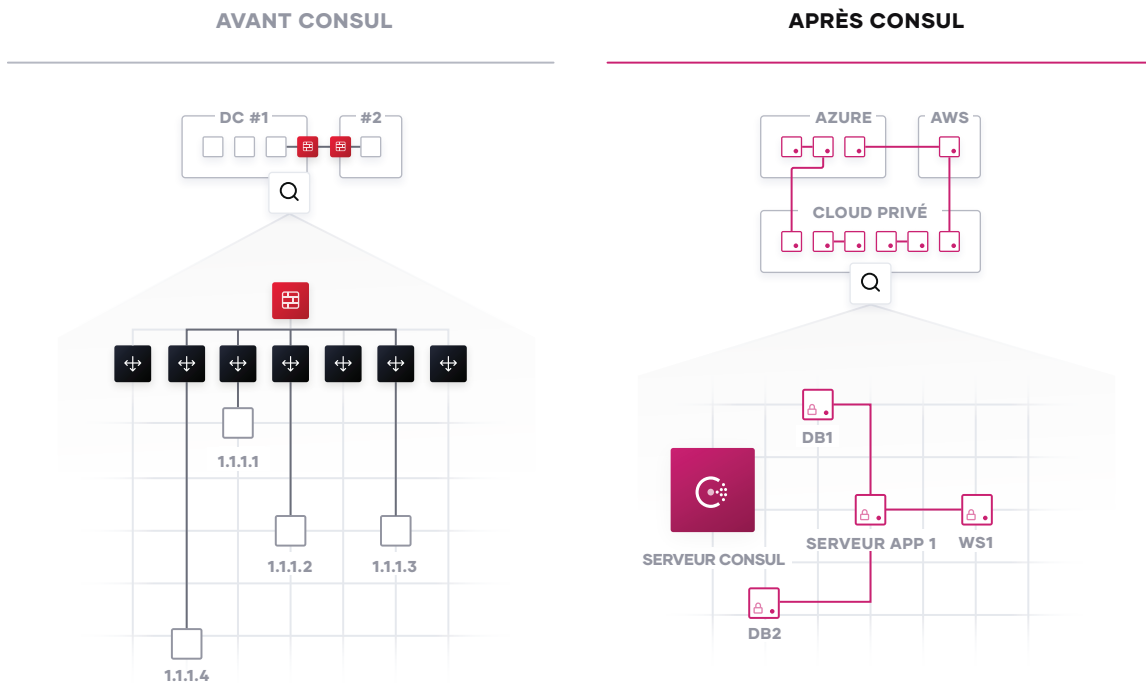 AVANT CONSUL
DC #1
#2
1.1.1.1
1.1.1.2
1.1.1.3
1.1.1.4
APRÈS CONSUL
AZURE
AWS
CLOUD PRIVÉ
DB1
SERVEUR APP 1
WS1
SERVEUR CONSUL
DB2